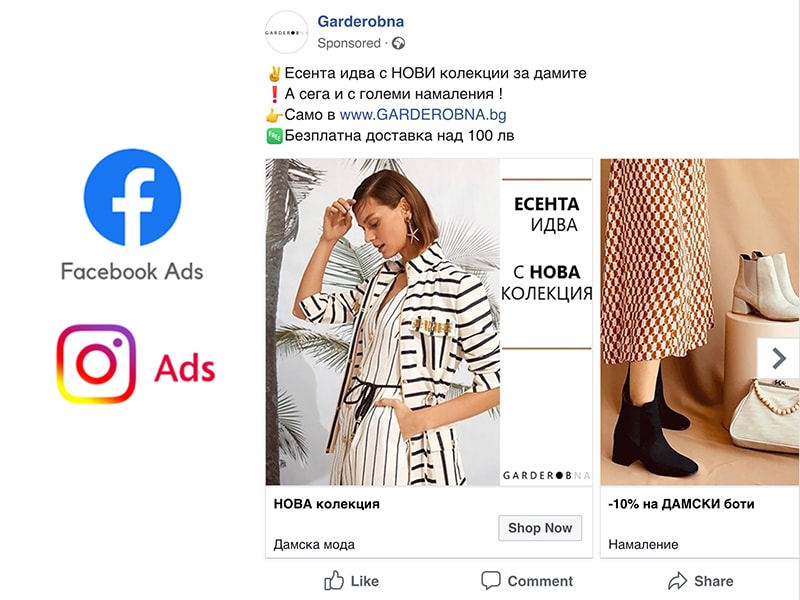 Facebook Ads
Ads
GARDEROBNA
Garderobna
Sponsored ·
✌Есента идва с НОВИ колекции за дамите
❗А сега и с големи намаления !
👉Само в www.GARDEROBNA.bg
FREE Безплатна доставка над 100 лв
ЕСЕНТА
ИДВА
С НОВА
КОЛЕКЦИЯ
GARDEROBNA
НОВА колекция
Дамска мода
Shop Now
-10% на ДАМСКИ боти
Намаление
Like
Comment
Share